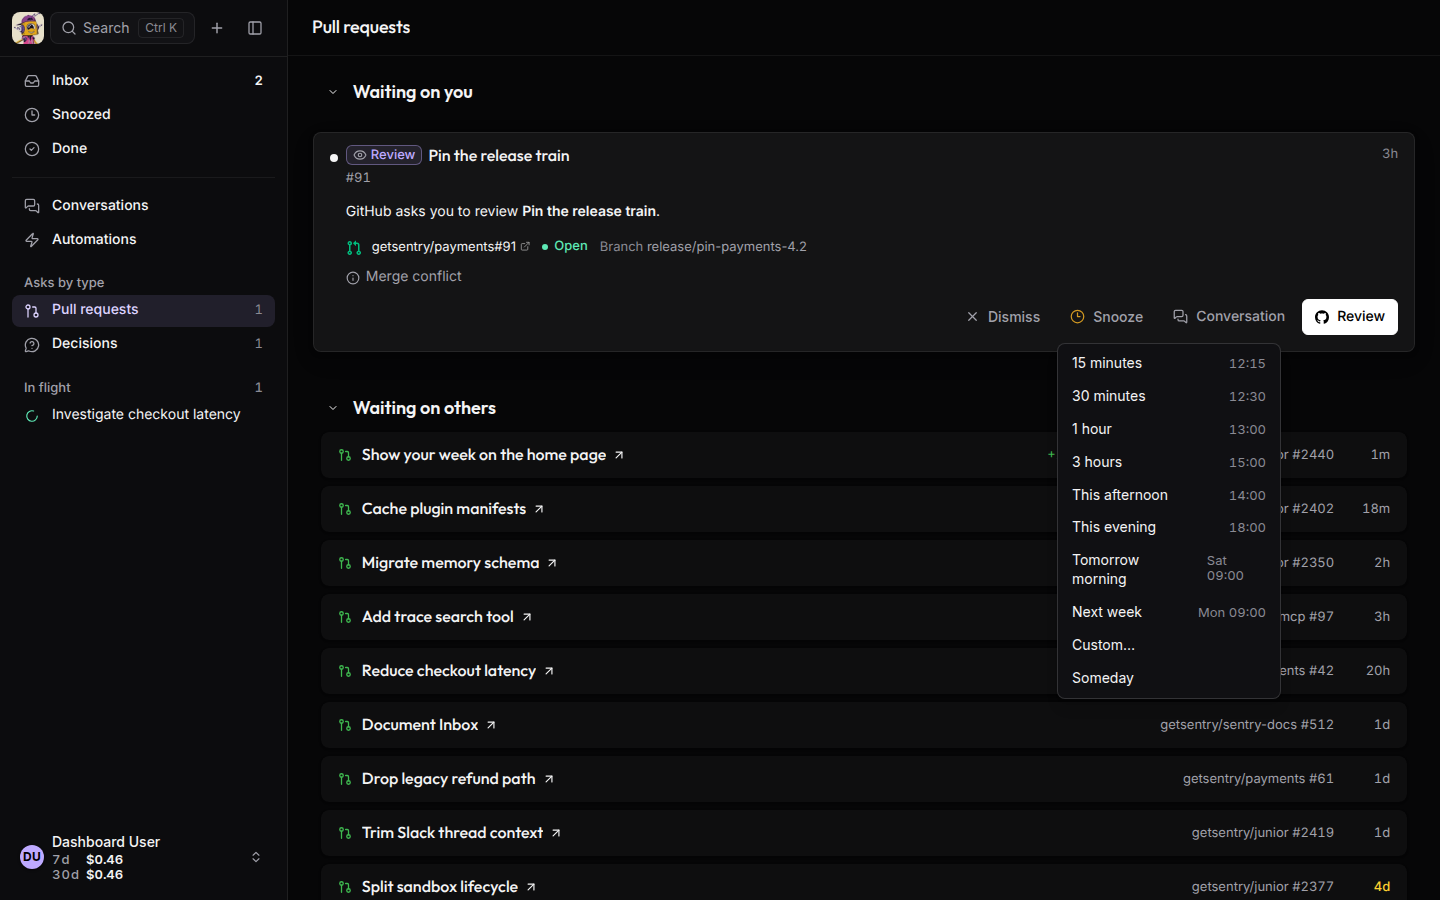 Search Ctrl K
Inbox 2
Snoozed
Done
Conversations
Automations
Asks by type
Pull requests 1
Decisions 1
In flight 1
Investigate checkout latency
DU
Dashboard User
7d $0.46
30d $0.46
Pull requests
Waiting on you
Review Pin the release train 3h
#91
GitHub asks you to review Pin the release train.
getsentry/payments#91 Open Branch release/pin-payments-4.2
Merge conflict
Dismiss Snooze Conversation Review
15 minutes 12:15
30 minutes 12:30
1 hour 13:00
3 hours 15:00
This afternoon 14:00
This evening 18:00
Tomorrow morning Sat 09:00
Next week Mon 09:00
Custom...
Someday
Waiting on others
Show your week on the home page + #2440 1m
Cache plugin manifests #2402 18m
Migrate memory schema #2350 2h
Add trace search tool #97 3h
Reduce checkout latency #42 20h
Document Inbox getsentry/sentry-docs #512 1d
Drop legacy refund path getsentry/payments #61 1d
Trim Slack thread context getsentry/junior #2419 1d
Split sandbox lifecycle getsentry/junior #2377 4d